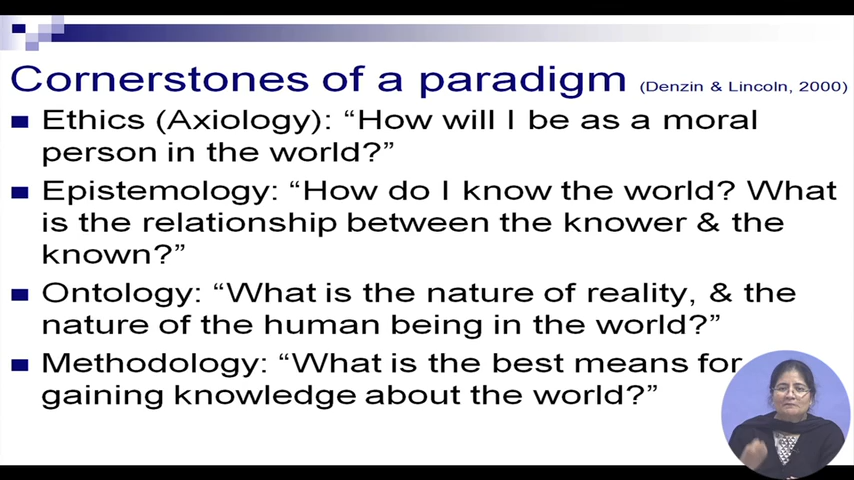 Cornerstones of a paradigm (Denzin & Lincoln, 2000)
Ethics (Axiology): “How will I be as a moral
person in the world?”
Epistemology: “How do I know the world? What
is the relationship between the knower & the
known?”
Ontology: “What is the nature of reality, & the
nature of the human being in the world?”
Methodology: “What is the best means for
gaining knowledge about the world?”